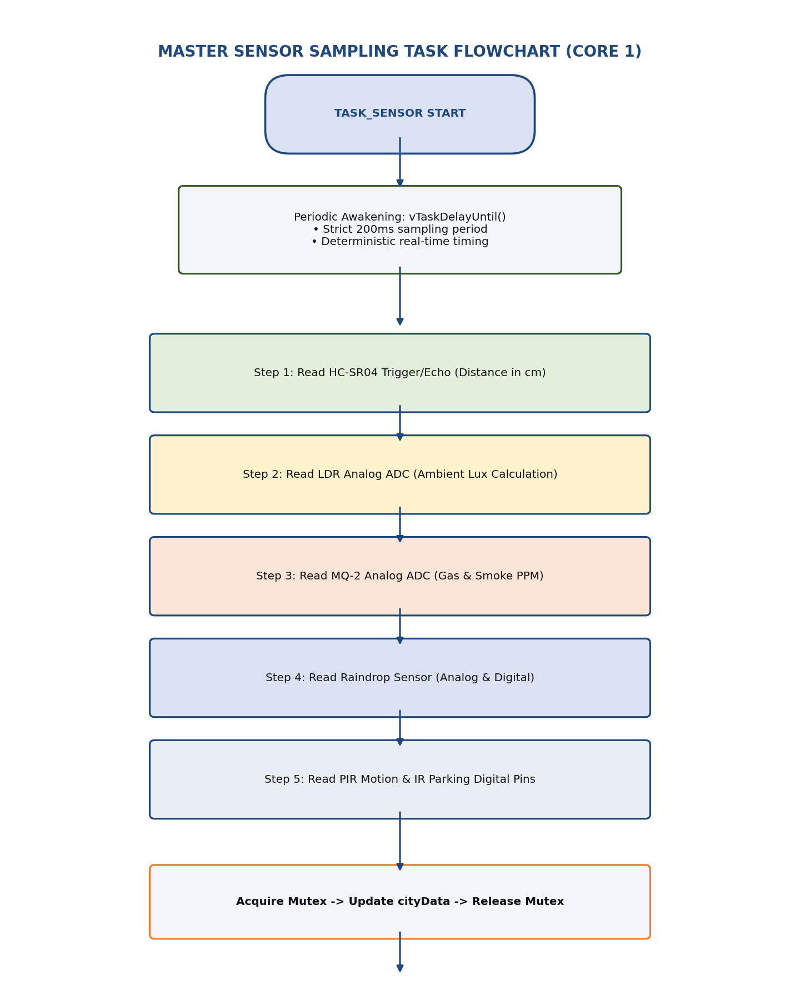 MASTER SENSOR SAMPLING TASK FLOWCHART (CORE 1)
TASK_SENSOR START
Periodic Awakening: vTaskDelayUntil()
• Strict 200ms sampling period
• Deterministic real-time timing
Step 1: Read HC-SR04 Trigger/Echo (Distance in cm)
Step 2: Read LDR Analog ADC (Ambient Lux Calculation)
Step 3: Read MQ-2 Analog ADC (Gas & Smoke PPM)
Step 4: Read Raindrop Sensor (Analog & Digital)
Step 5: Read PIR Motion & IR Parking Digital Pins
Acquire Mutex -> Update cityData -> Release Mutex